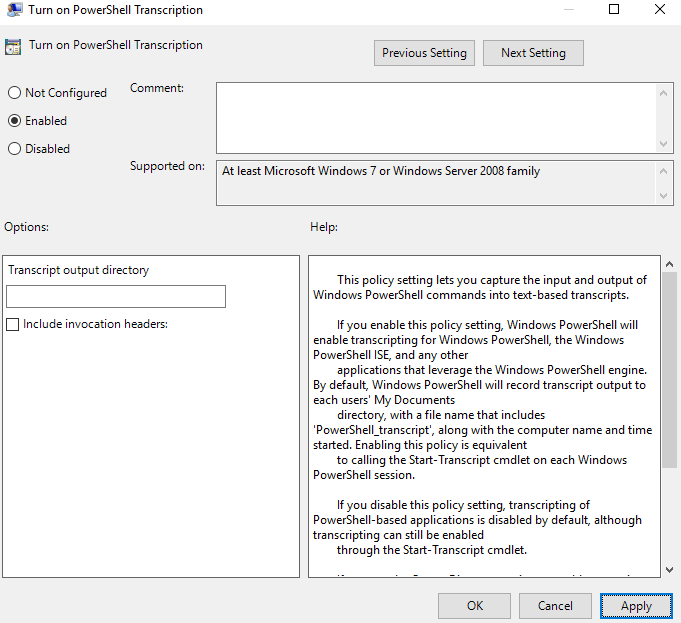 Turn on PowerShell Transcription
Turn on PowerShell Transcription
Previous Setting
Next Setting
Not Configured
Enabled
Disabled
Comment:
Supported on:
At least Microsoft Windows 7 or Windows Server 2008 family
Options:
Help:
Transcript output directory
Include invocation headers:
This policy setting lets you capture the input and output of
Windows PowerShell commands into text-based transcripts.
If you enable this policy setting, Windows PowerShell will
enable transcripting for Windows PowerShell, the Windows
PowerShell ISE, and any other
applications that leverage the Windows PowerShell engine.
By default, Windows PowerShell will record transcript output to
each users' My Documents
directory, with a file name that includes
'PowerShell_transcript', along with the computer name and time
started. Enabling this policy is equivalent
to calling the Start-Transcript cmdlet on each Windows
PowerShell session.
If you disable this policy setting, transcripting of
PowerShell-based applications is disabled by default, although
transcripting can still be enabled
through the Start-Transcript cmdlet.
OK
Cancel
Apply